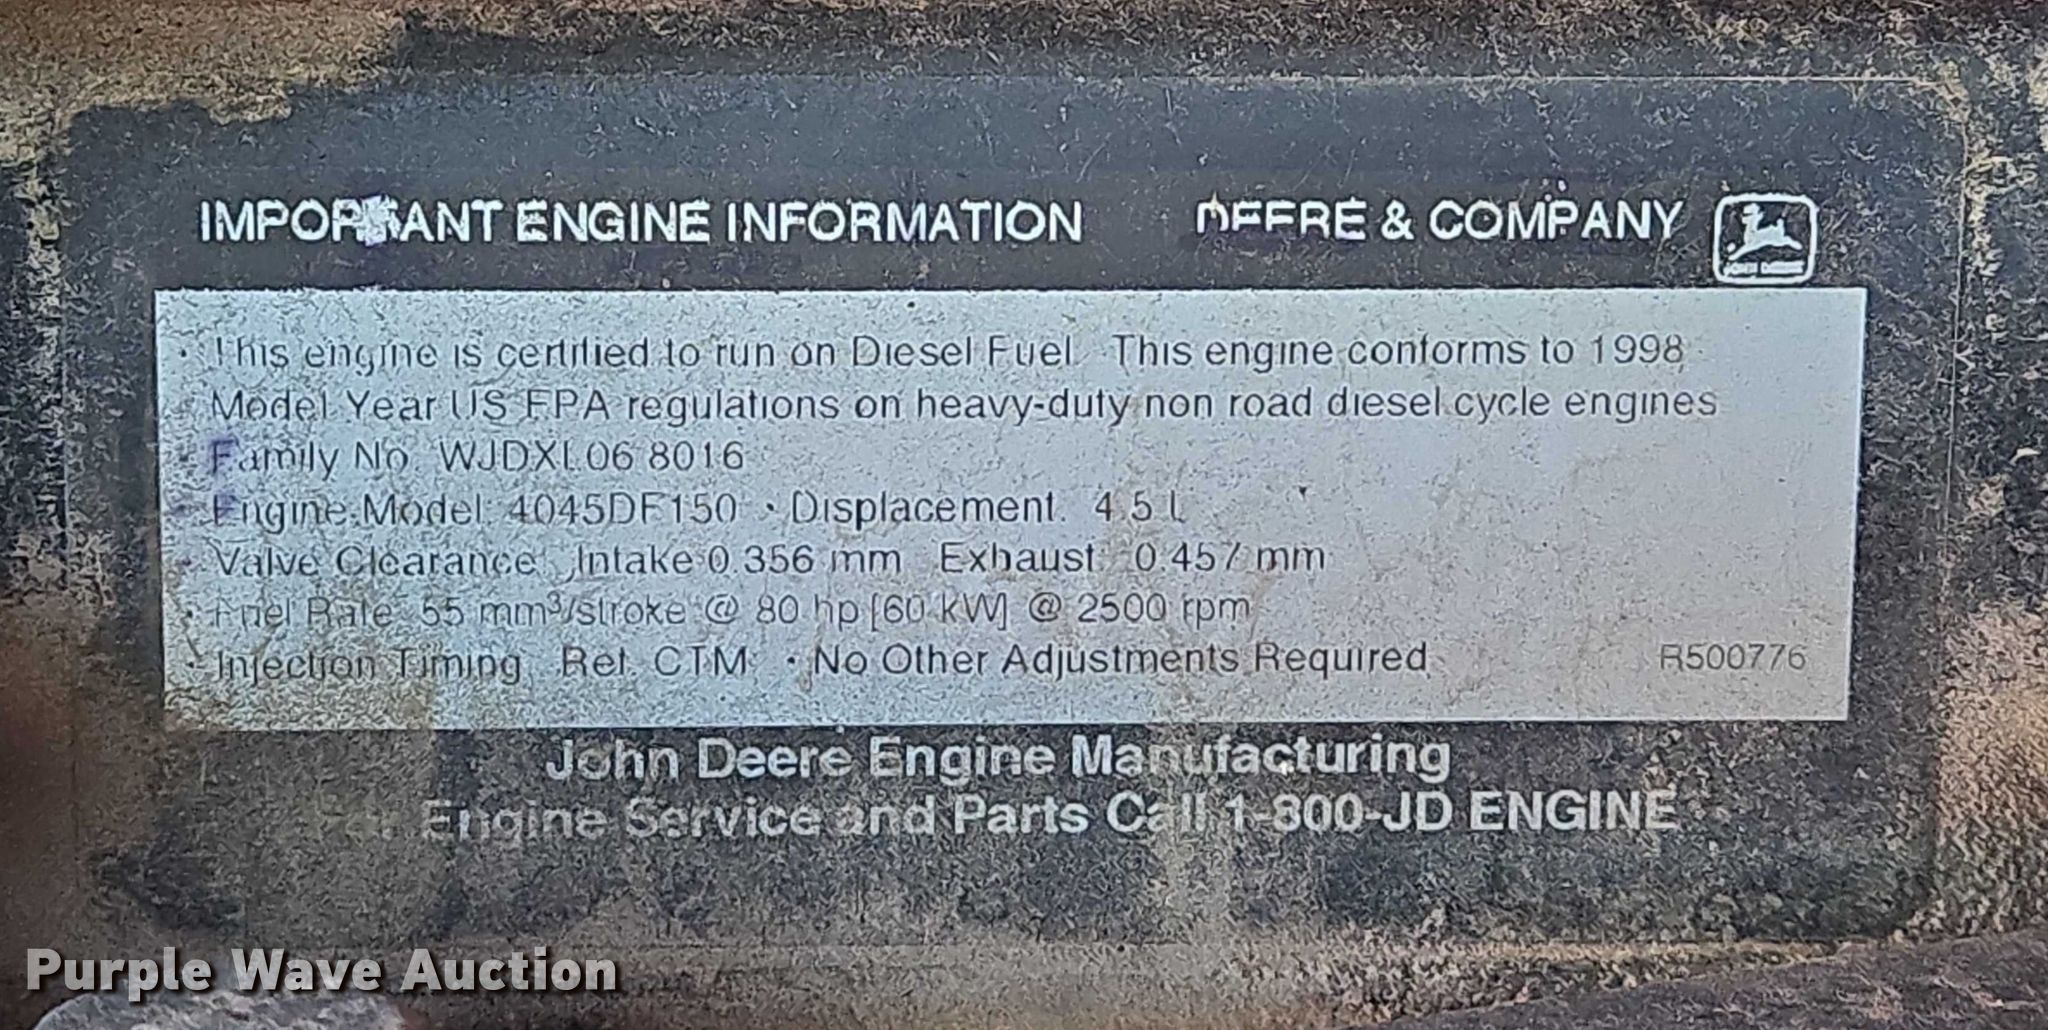 IMPORTANT ENGINE INFORMATION DEERE & COMPANY
JOHN DEERE
· This engine is certified to run on Diesel Fuel. This engine conforms to 1998
Model Year US EPA regulations on heavy-duty non road diesel cycle engines
Family No. WJDXL06.8016
Engine Model: 4045DF150 · Displacement. 4.5 L
· Valve Clearance: Intake 0.356 mm Exhaust: 0.457 mm
· Fuel Rate 55 mm³/stroke @ 80 hp [60 kW] @ 2500 rpm
· Injection Timing Ref. CTM · No Other Adjustments Required R500776
John Deere Engine Manufacturing
Engine Service and Parts Call 1-800-JD ENGINE
Purple Wave Auction